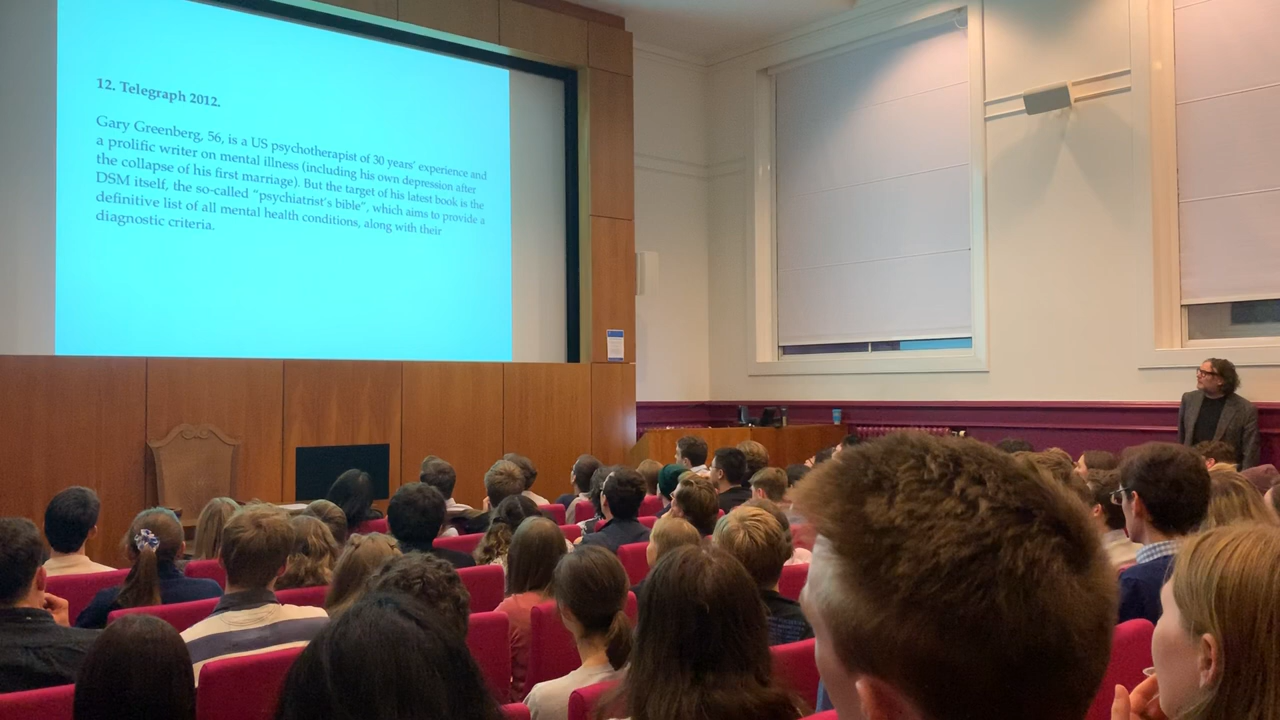 12. Telegraph 2012.
Gary Greenberg, 56, is a US psychotherapist of 30 years' experience and
a prolific writer on mental illness (including his own depression after
the collapse of his first marriage). But the target of his latest book is the
DSM itself, the so-called "psychiatrist's bible", which aims to provide a
definitive list of all mental health conditions, along with their
diagnostic criteria.